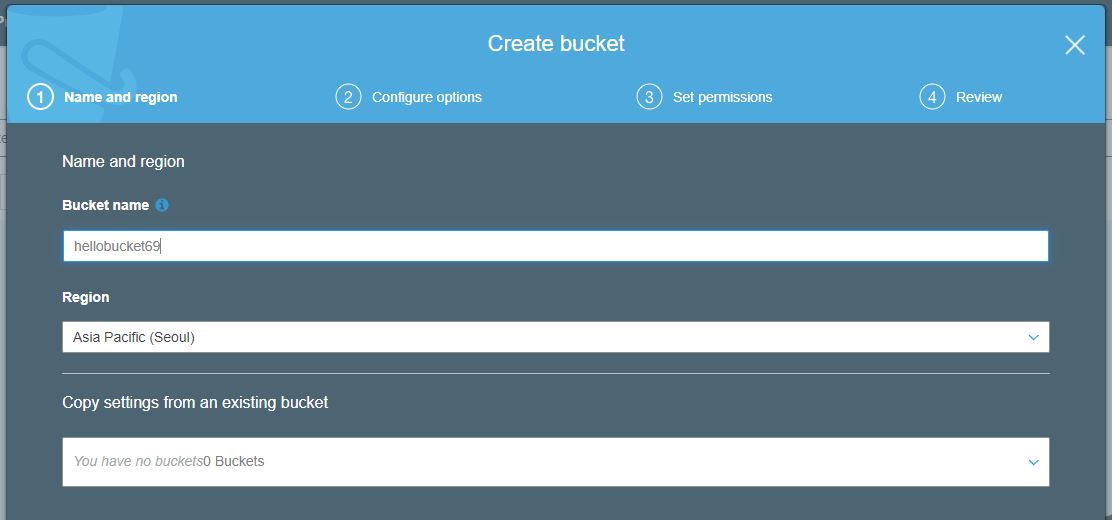 Create bucket
1 Name and region 2 Configure options 3 Set permissions 4 Review
Name and region
Bucket name
hellobucket69
Region
Asia Pacific (Seoul)
Copy settings from an existing bucket
You have no buckets0 Buckets